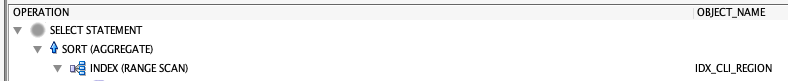 OPERATION OBJECT_NAME
SELECT STATEMENT
SORT (AGGREGATE)
INDEX (RANGE SCAN) IDX_CLI_REGION